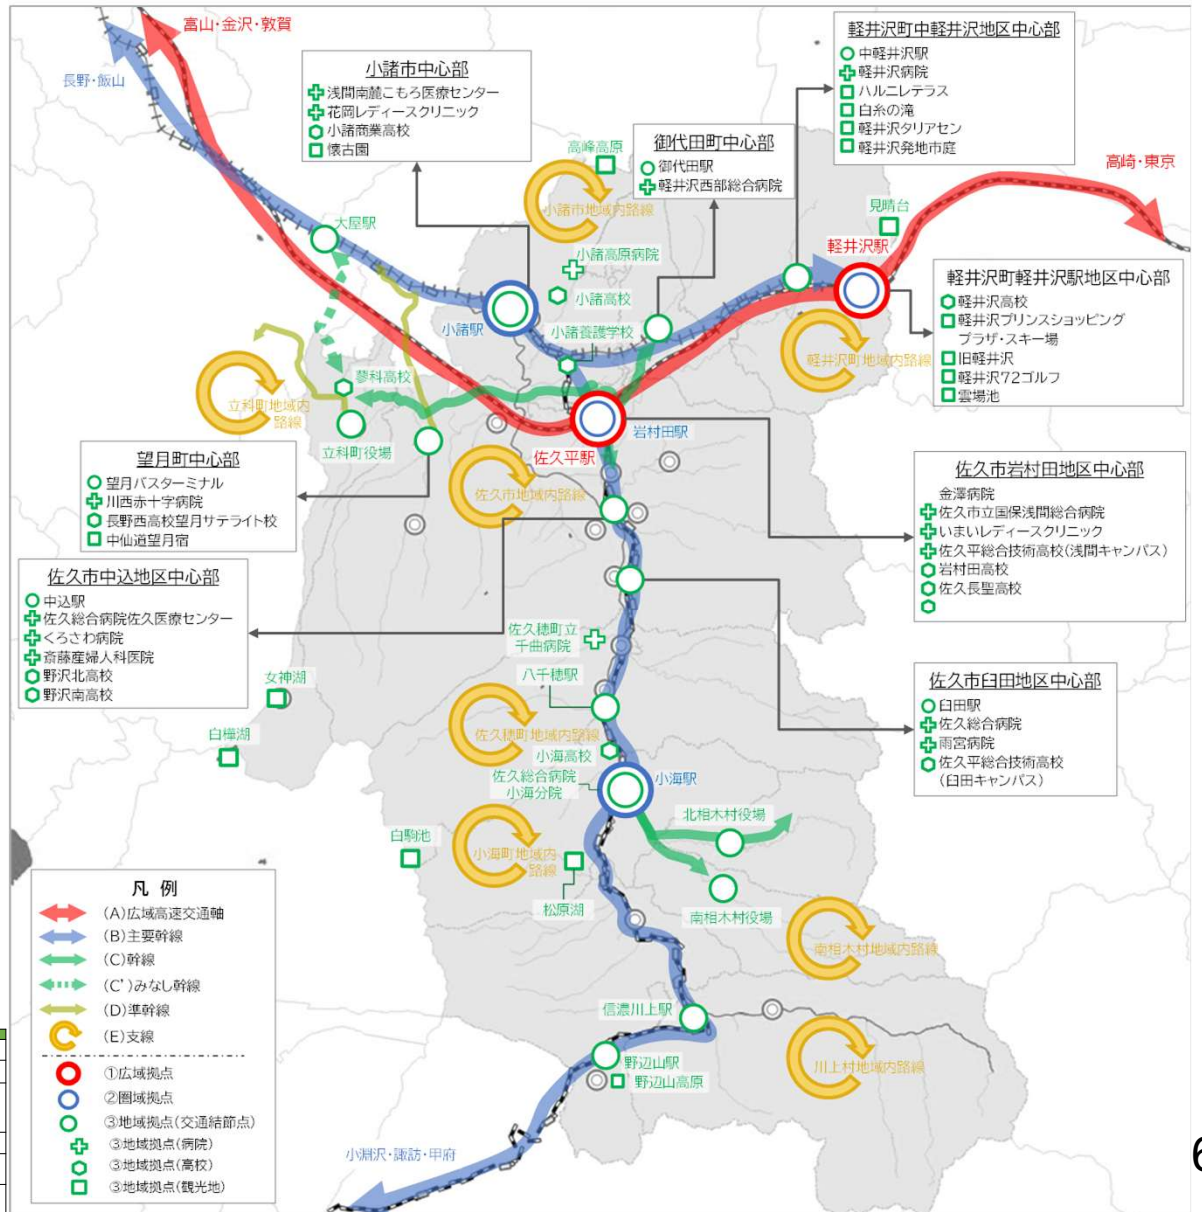 富山・金沢・敦賀
長野・飯山
小諸市中心部
浅間南麓こもろ医療センター
花岡レディースクリニック
小諸商業高校
懐古園
高峰高原
小諸市地域内路線
御代田町中心部
御代田駅
軽井沢西部総合病院
軽井沢町中軽井沢地区中心部
中軽井沢駅
軽井沢病院
ハルニレテラス
白糸の滝
軽井沢タリアセン
軽井沢発地市庭
高崎・東京
見晴台
軽井沢駅
大屋駅
小諸高原病院
小諸高校
小諸駅
小諸養護学校
軽井沢町地域内路線
軽井沢町軽井沢駅地区中心部
軽井沢高校
軽井沢プリンスショッピング
プラザ・スキー場
旧軽井沢
軽井沢72ゴルフ
雲場池
蓼科高校
立科町地域内
路線
立科町役場
岩村田駅
佐久平駅
佐久市地域内路線
望月町中心部
望月バスターミナル
川西赤十字病院
長野西高校望月サテライト校
中仙道望月宿
佐久市岩村田地区中心部
金澤病院
佐久市立国保浅間総合病院
いまいレディースクリニック
佐久平総合技術高校(浅間キャンパス)
岩村田高校
佐久長聖高校
佐久市中込地区中心部
中込駅
佐久総合病院佐久医療センター
くろさわ病院
斎藤産婦人科医院
野沢北高校
野沢南高校
佐久穂町立
千曲病院
八千穂駅
佐久市臼田地区中心部
臼田駅
佐久総合病院
雨宮病院
佐久平総合技術高校
(臼田キャンパス)
女神湖
白樺湖
佐久穂町地域内路線
小海高校
佐久総合病院
小海分院
小海駅
北相木村役場
白駒池
小海町地域内
路線
松原湖
南相木村役場
南相木村地域内路線
信濃川上駅
野辺山駅
野辺山高原
川上村地域内路線
小淵沢・諏訪・甲府
凡 例
(A)広域高速交通軸
(B)主要幹線
(C)幹線
(C')みなし幹線
(D)準幹線
(E)支線
①広域拠点
②圏域拠点
③地域拠点(交通結節点)
③地域拠点(病院)
③地域拠点(高校)
③地域拠点(観光地)
6